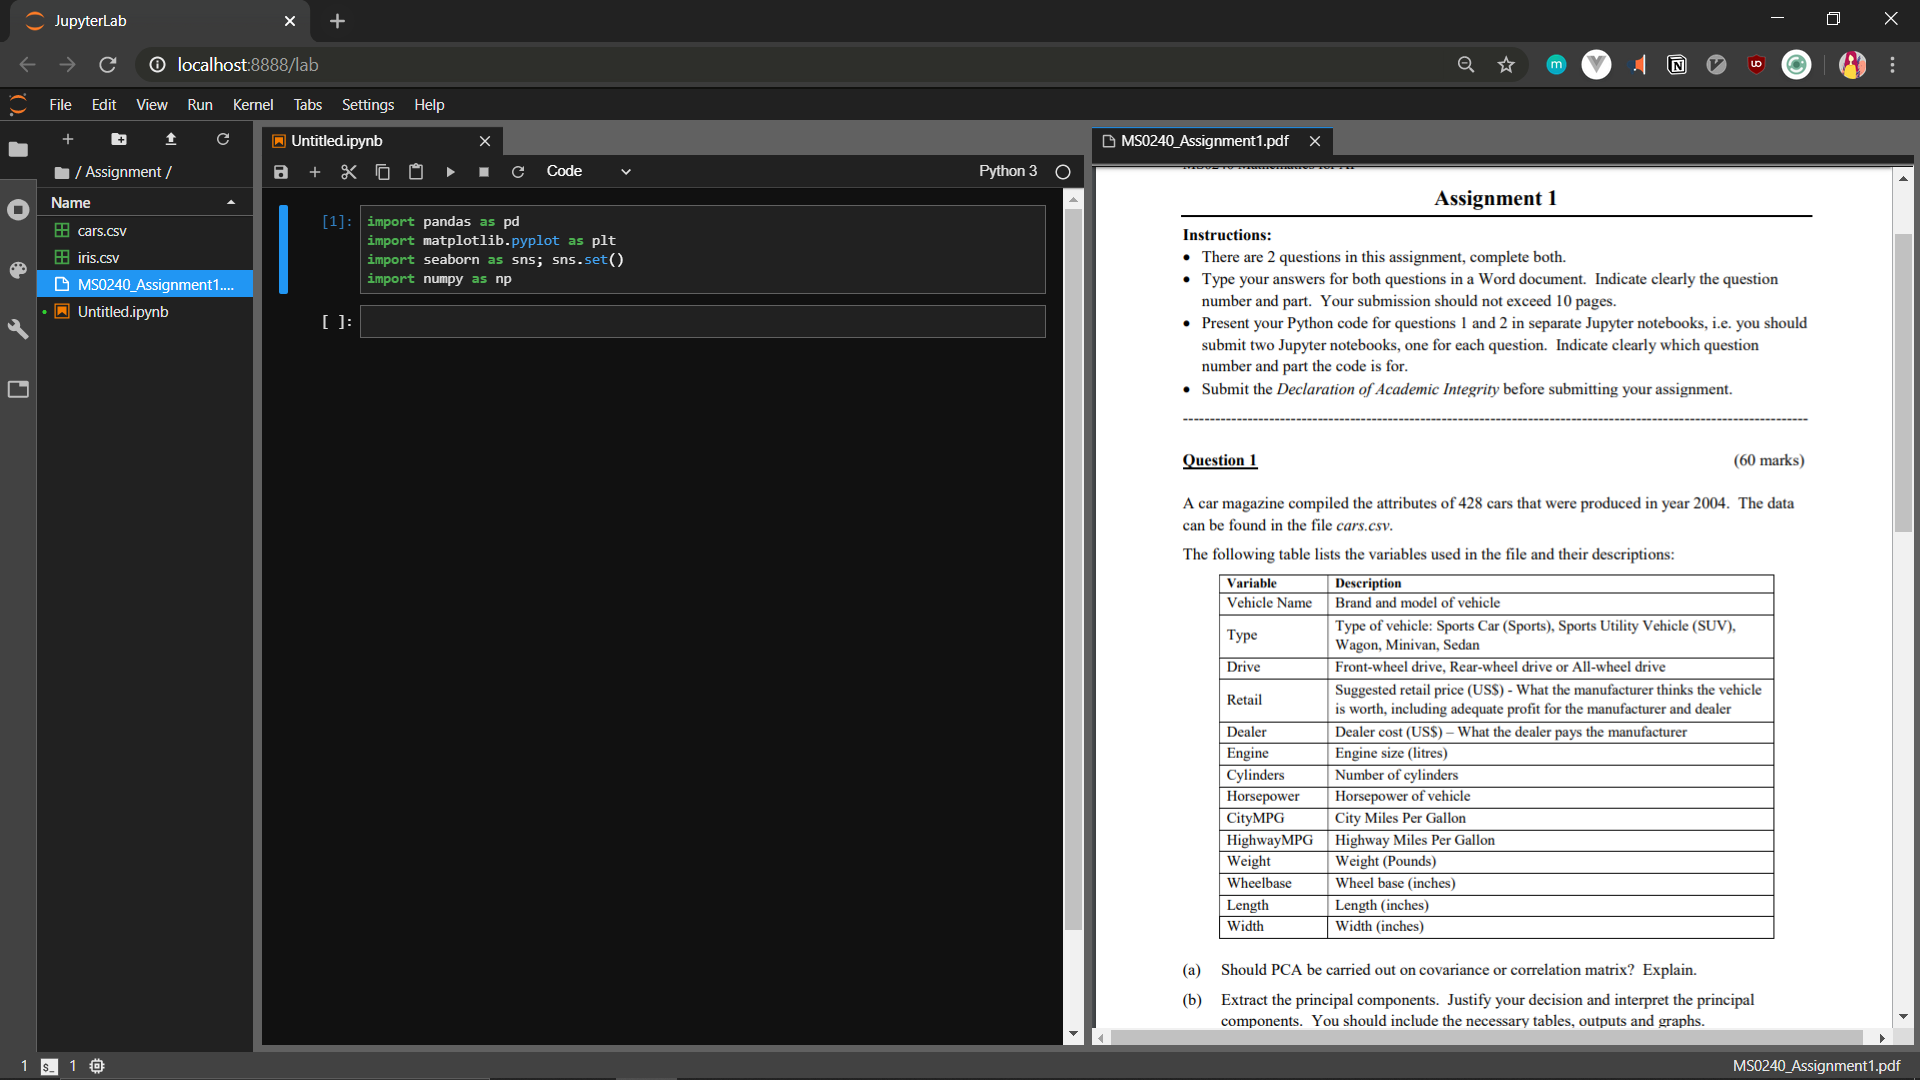 JupyterLab
localhost:8888/lab
File Edit View Run Kernel Tabs Settings Help
/ Assignment /
Name
cars.csv
iris.csv
MS0240_Assignment1....
Untitled.ipynb
Untitled.ipynb
Code
Python 3
[1]: import pandas as pd
import matplotlib.pyplot as plt
import seaborn as sns; sns.set()
import numpy as np
[ ]:
MS0240_Assignment1.pdf
Assignment 1
Instructions:
• There are 2 questions in this assignment, complete both.
• Type your answers for both questions in a Word document. Indicate clearly the question
number and part. Your submission should not exceed 10 pages.
• Present your Python code for questions 1 and 2 in separate Jupyter notebooks, i.e. you should
submit two Jupyter notebooks, one for each question. Indicate clearly which question
number and part the code is for.
• Submit the Declaration of Academic Integrity before submitting your assignment.
Question 1 (60 marks)
A car magazine compiled the attributes of 428 cars that were produced in year 2004. The data
can be found in the file cars.csv.
The following table lists the variables used in the file and their descriptions:
Variable Description
Vehicle Name Brand and model of vehicle
Type Type of vehicle: Sports Car (Sports), Sports Utility Vehicle (SUV),
Wagon, Minivan, Sedan
Drive Front-wheel drive, Rear-wheel drive or All-wheel drive
Retail Suggested retail price (US$) - What the manufacturer thinks the vehicle
is worth, including adequate profit for the manufacturer and dealer
Dealer Dealer cost (US$) – What the dealer pays the manufacturer
Engine Engine size (litres)
Cylinders Number of cylinders
Horsepower Horsepower of vehicle
CityMPG City Miles Per Gallon
HighwayMPG Highway Miles Per Gallon
Weight Weight (Pounds)
Wheelbase Wheel base (inches)
Length Length (inches)
Width Width (inches)
(a) Should PCA be carried out on covariance or correlation matrix? Explain.
(b) Extract the principal components. Justify your decision and interpret the principal
components. You should include the necessary tables, outputs and graphs.
1 1
MS0240_Assignment1.pdf